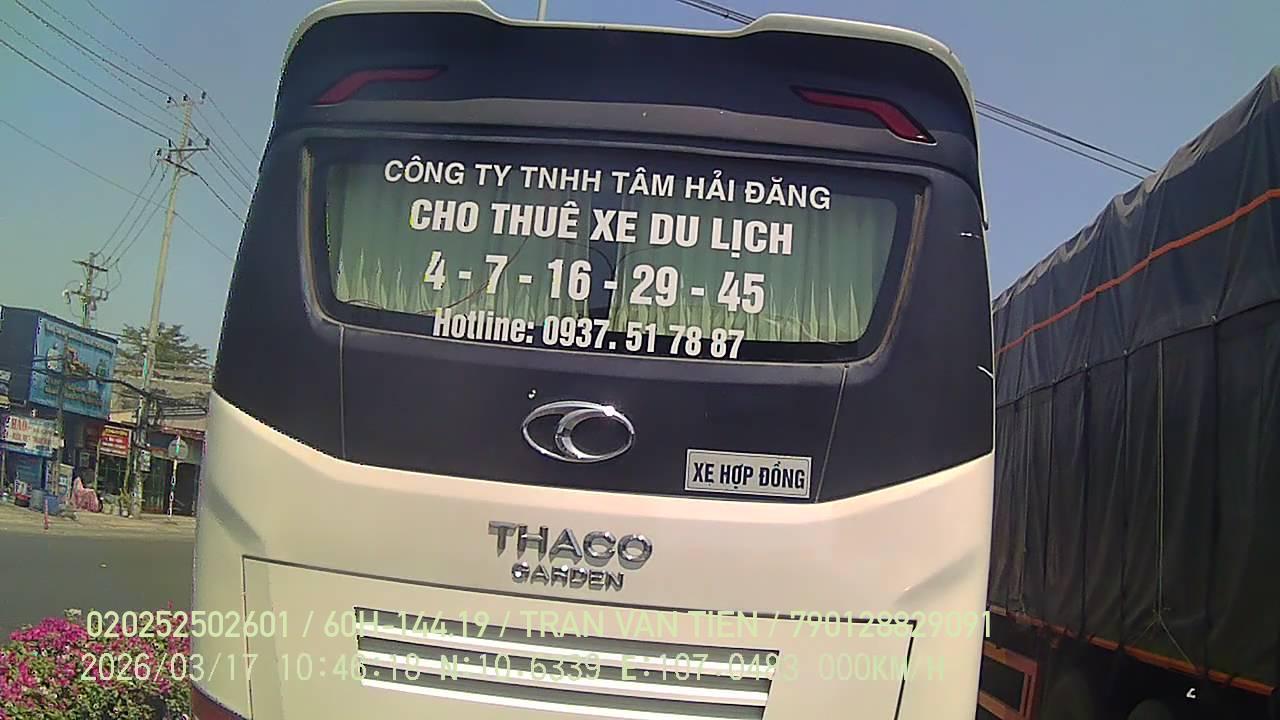 CÔNG TY TNHH TÂM HẢI ĐĂNG
CHO THUÊ XE DU LỊCH
4 - 7 - 16 - 29 - 45
Hotline: 0937. 51 78 87
XE HỢP ĐỒNG
THACO
GARDEN
020252502601 / 60H-144.19 / TRAN VAN TIEN / 790128829091
2026/03/17 10:46:18 N:10.6339 E:107.0493 000KM/H